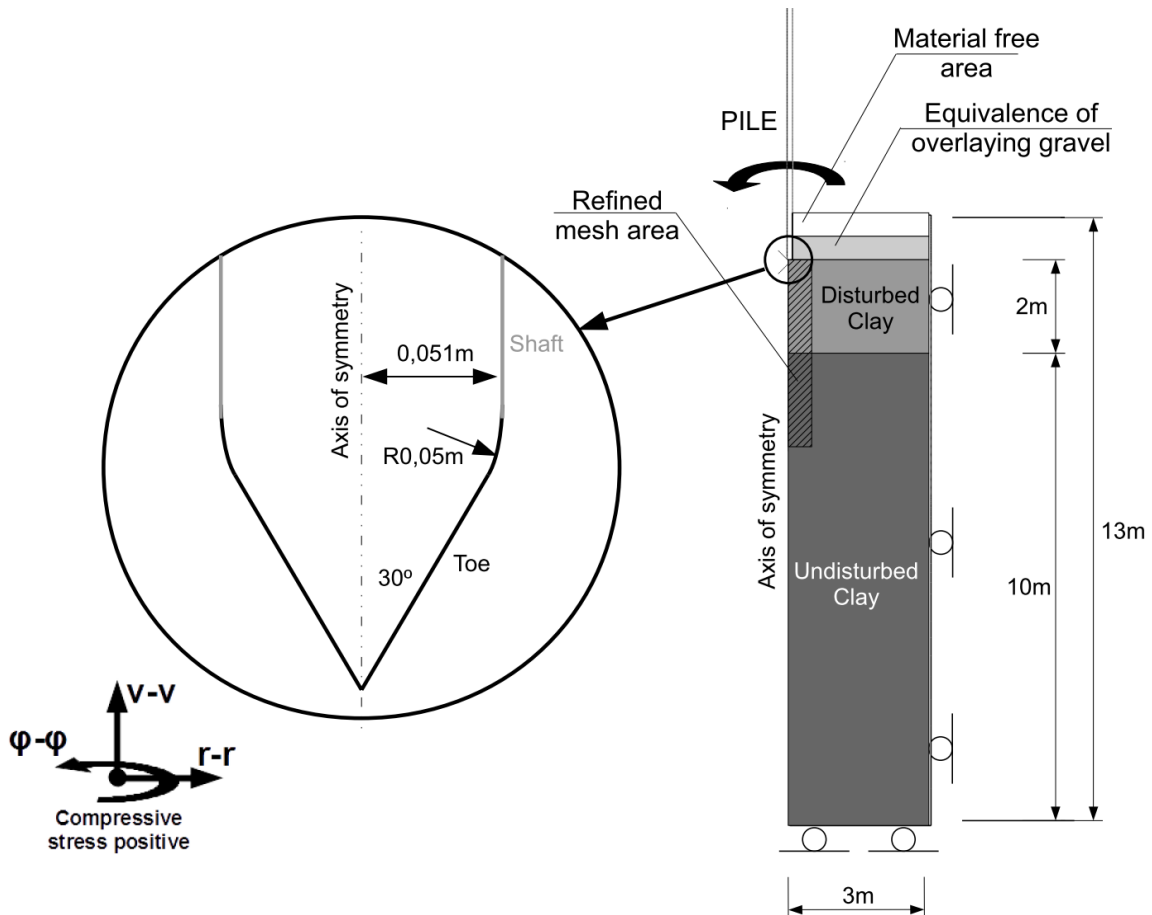 Material free
area
Equivalence of
overlaying gravel
PILE
Refined
mesh area
Axis of symmetry
Shaft
0,051m
R0,05m
30º
Toe
Disturbed
Clay
2m
Axis of symmetry
Undisturbed
Clay
13m
10m
3m
v-v
φ-φ
r-r
Compressive
stress positive